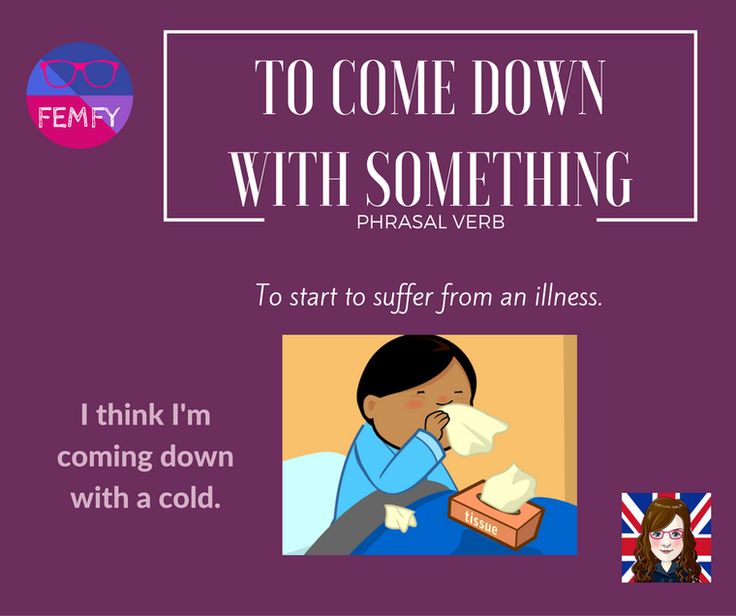 FEMFY
TO COME DOWN
WITH SOMETHING
PHRASAL VERB
To start to suffer from an illness.
I think I'm
coming down
with a cold.
tissue